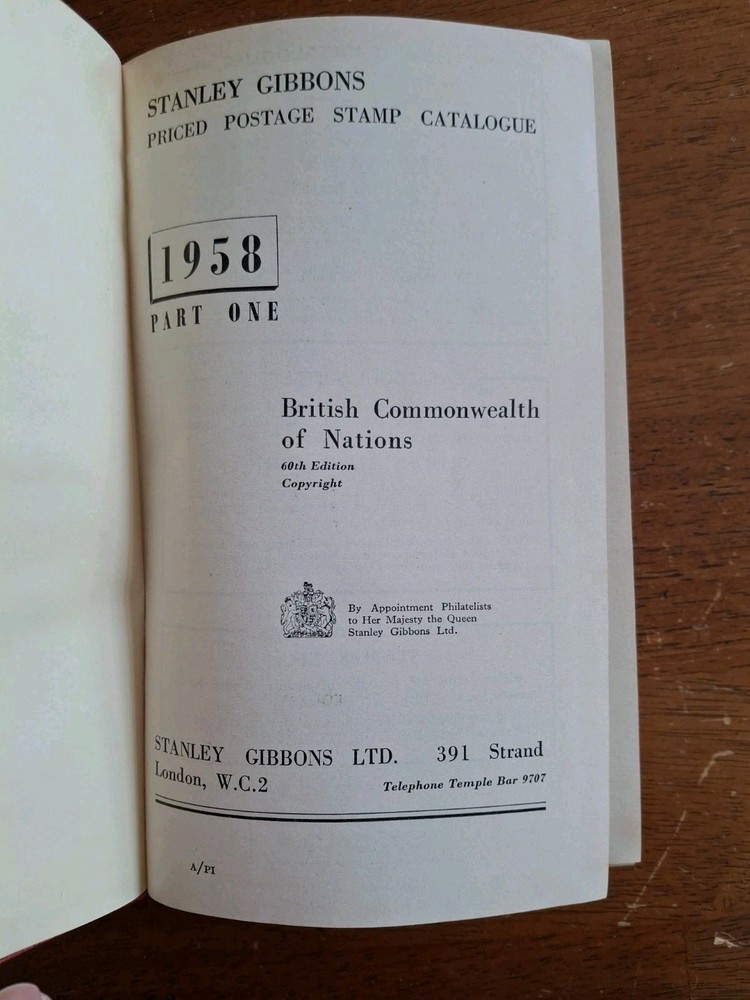 STANLEY GIBBONS
PRICED POSTAGE STAMP CATALOGUE
1958
PART ONE
British Commonwealth
of Nations
60th Edition
Copyright
By Appointment Philatelists
to Her Majesty the Queen
Stanley Gibbons Ltd.
STANLEY GIBBONS LTD. 391 Strand
London, W.C.2 Telephone Temple Bar 9707
A/PI